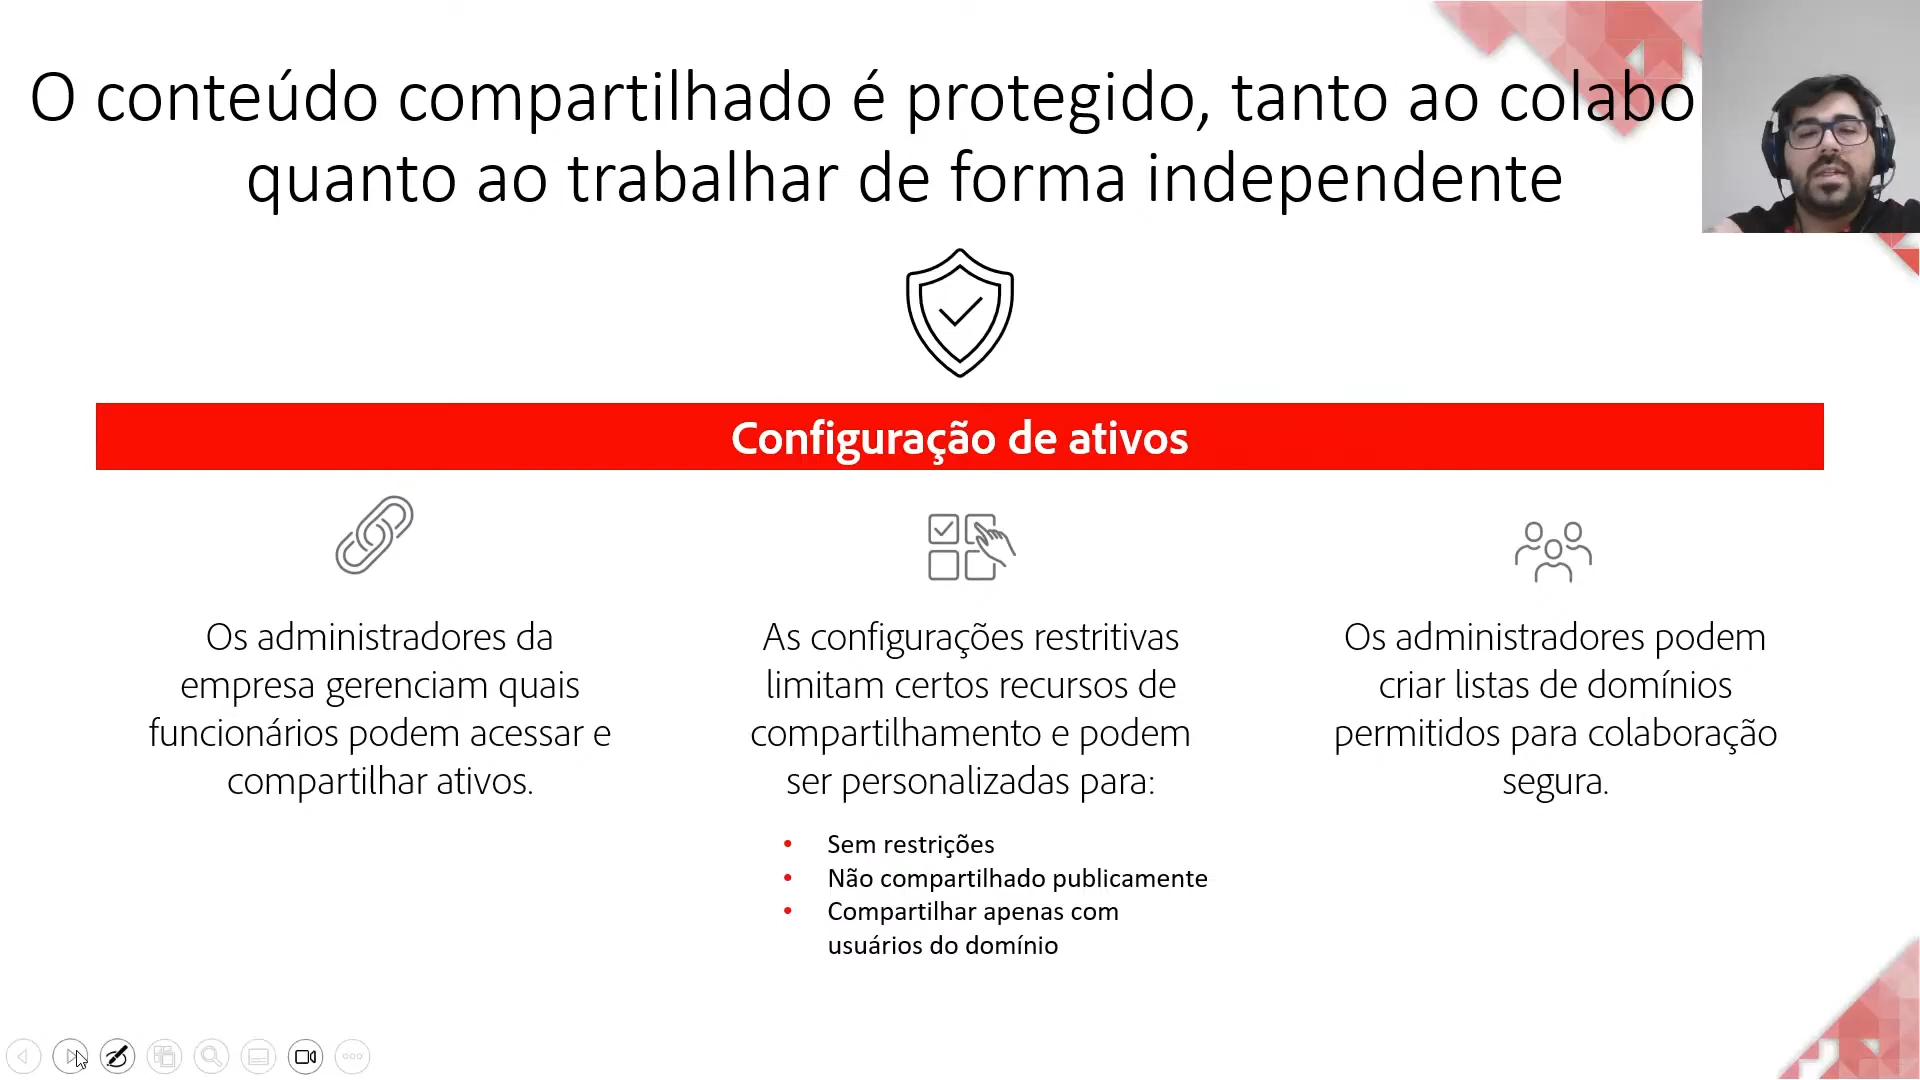 O conteúdo compartilhado é protegido, tanto ao colabo
quanto ao trabalhar de forma independente
Configuração de ativos
Os administradores da
empresa gerenciam quais
funcionários podem acessar e
compartilhar ativos.
As configurações restritivas
limitam certos recursos de
compartilhamento e podem
ser personalizadas para:
• Sem restrições
• Não compartilhado publicamente
• Compartilhar apenas com
usuários do domínio
Os administradores podem
criar listas de domínios
permitidos para colaboração
segura.